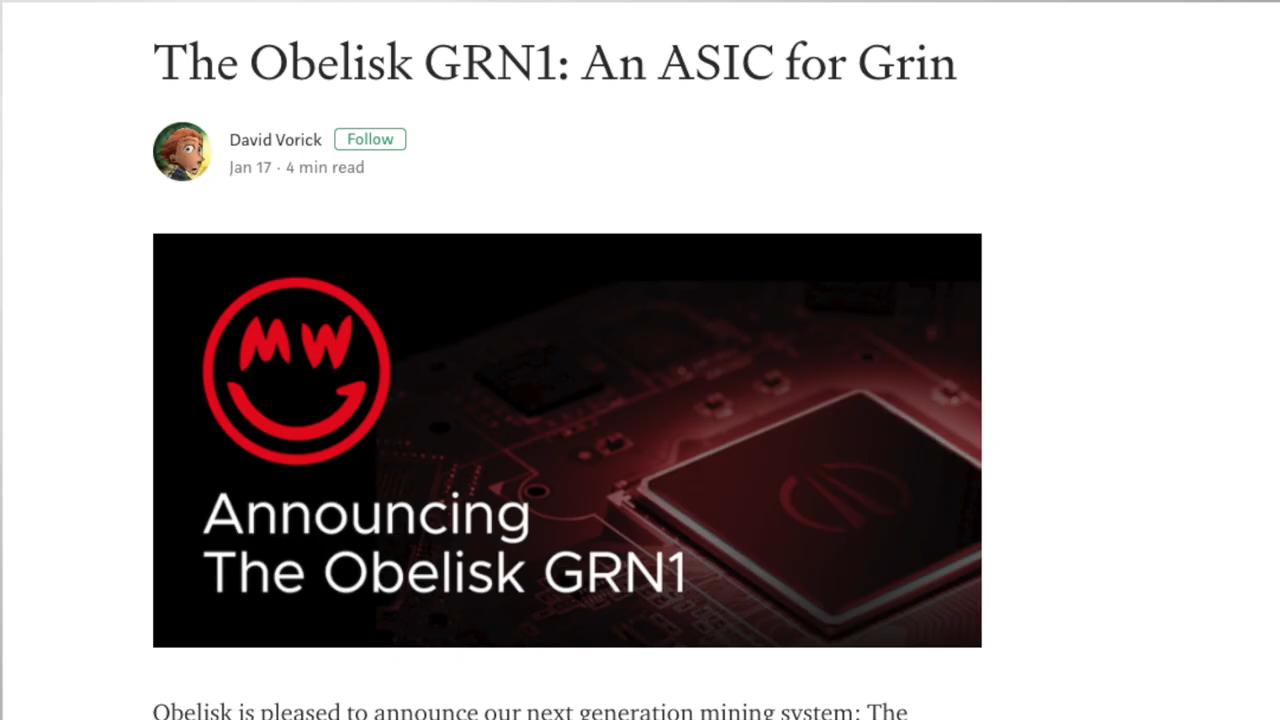 The Obelisk GRN1: An ASIC for Grin
David Vorick Follow
Jan 17 · 4 min read
MW
Announcing
The Obelisk GRN1
Obelisk is pleased to announce our next generation mining system: The